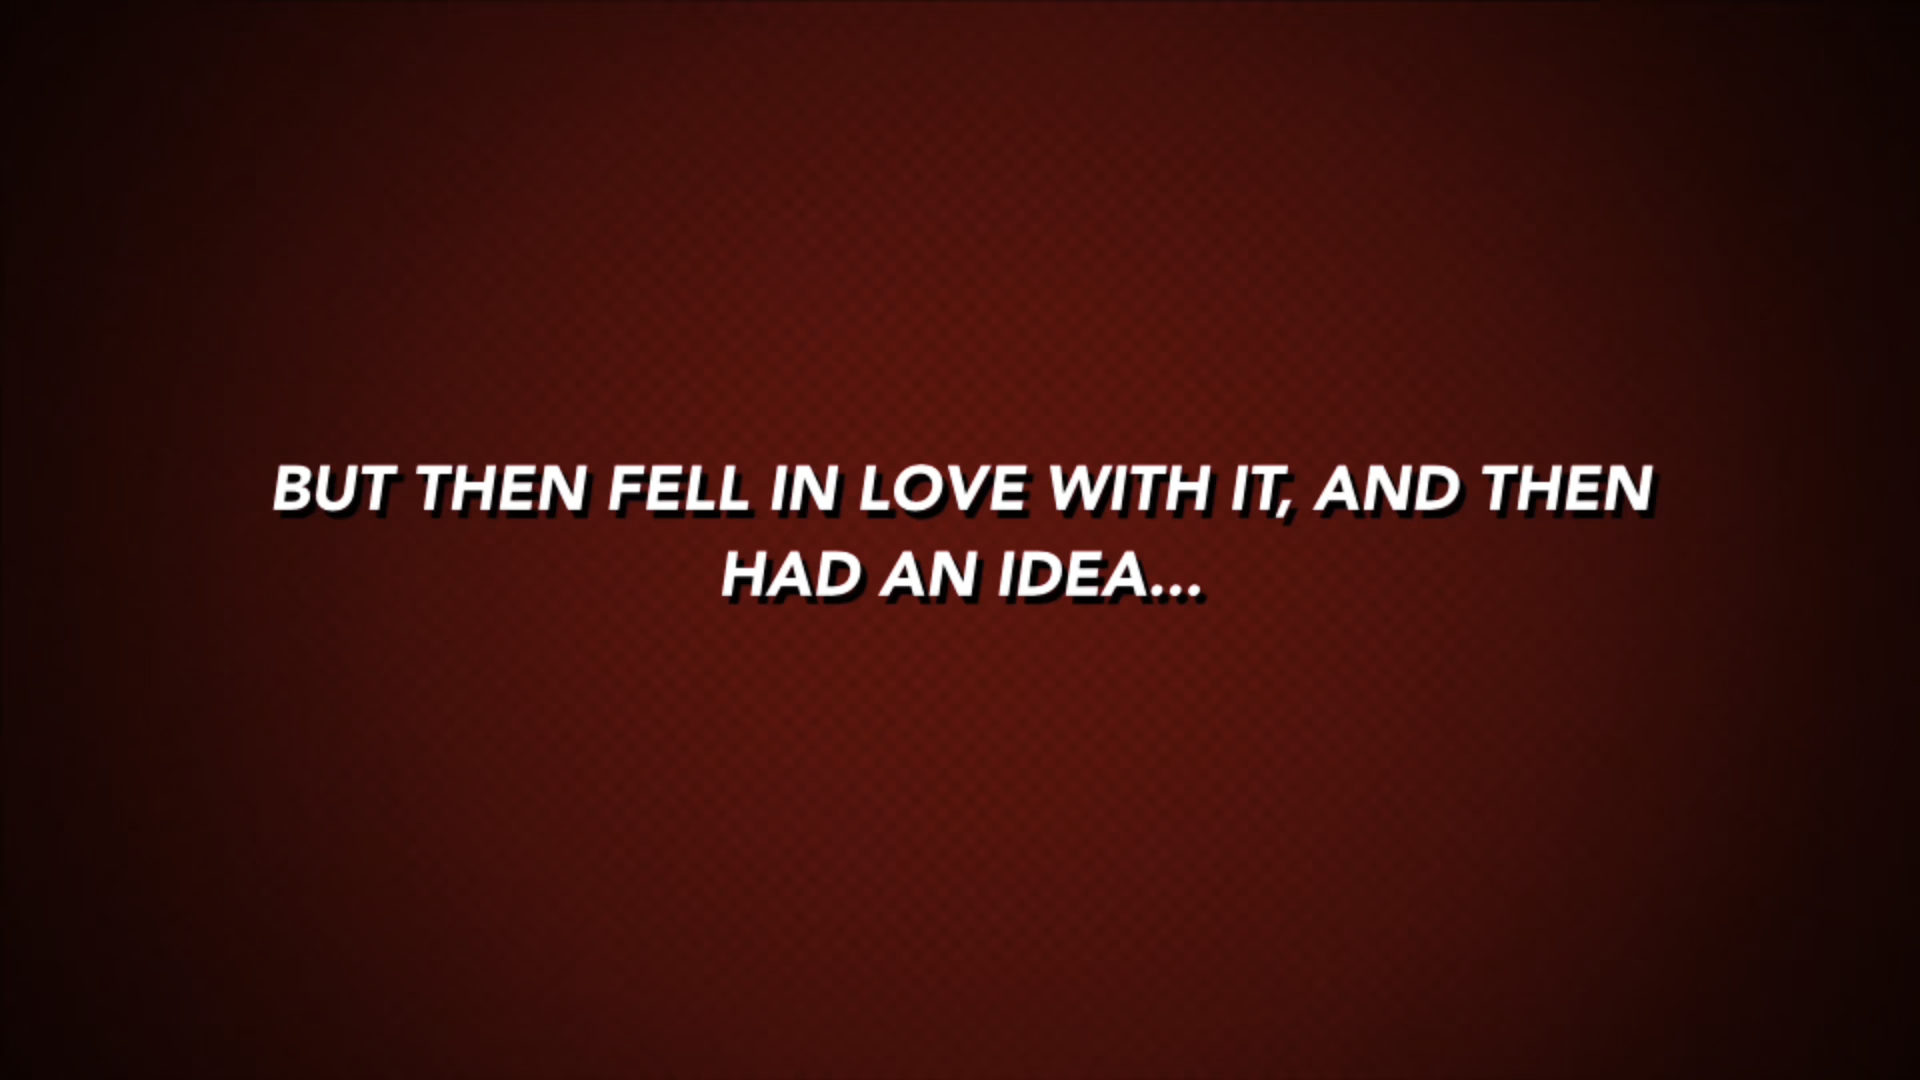 BUT THEN FELL IN LOVE WITH IT, AND THEN
HAD AN IDEA...